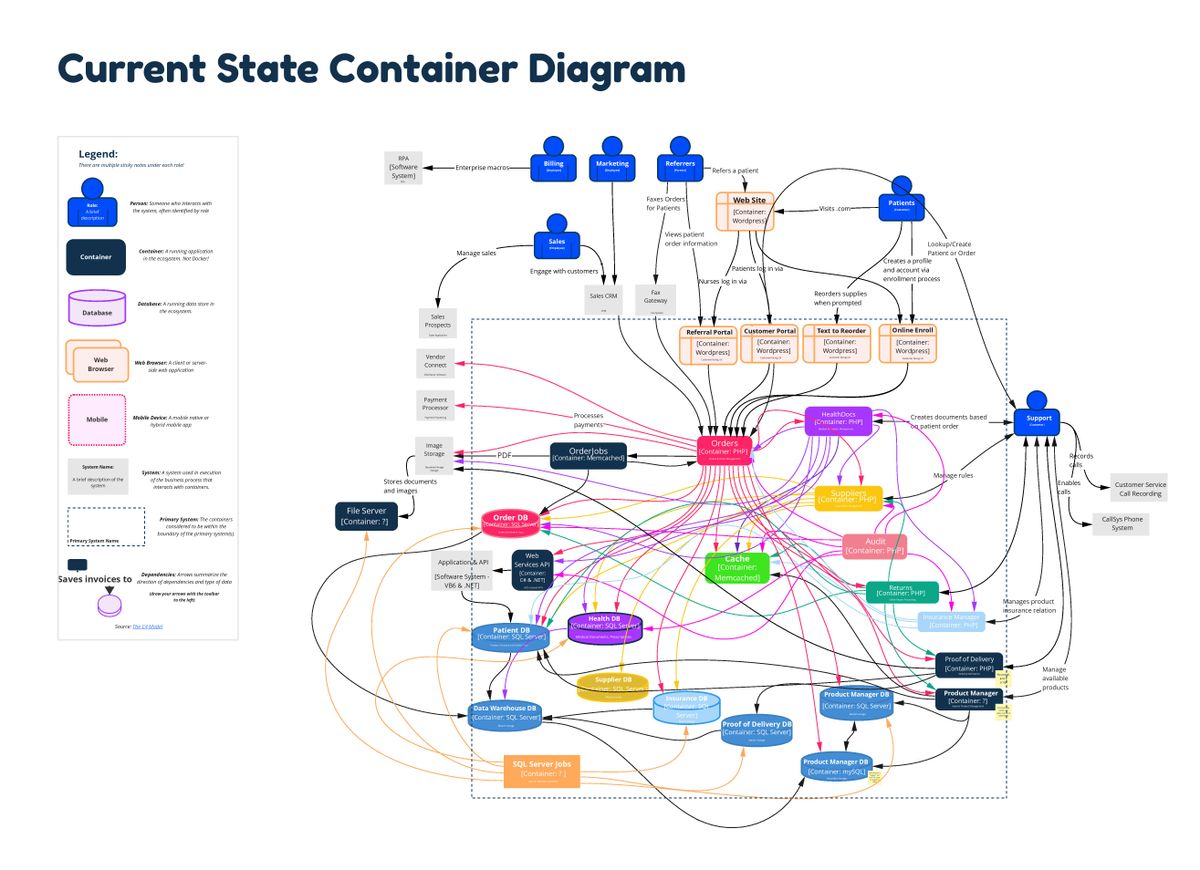 Current State Container Diagram
Legend:
There are multiple sticky notes under each role!
Role:
A brief
description
Person: Someone who interacts with
the system, often identified by role
Container
Container: A running application
in the ecosystem. Not Docker!
Database
Database: A running data store in
the ecosystem.
Web
Browser
Web Browser: A client or server-
side web application
Mobile
Mobile Device: A mobile native or
hybrid mobile app
System Name:
A brief description of the
system
System: A system used in execution
of the business process that
interacts with containers.
Primary System Name
Primary System: The containers
considered to be within the
boundary of the primary system(s)
Saves invoices to
Dependencies: Arrows summarize the
direction of dependencies and type of data
(draw your arrows with the toolbar
to the left)
Source: The C4 Model
RPA
[Software
System]
Enterprise macros
Billing
Marketing
Referrers
Refers a patient
Faxes Orders
for Patients
Views patient
order information
Web Site
[Container:
Wordpress]
Visits .com
Patients
Sales
Manage sales
Engage with customers
Lookup/Create
Patient or Order
Creates a profile
and account via
enrollment process
Patients log in via
Nurses log in via
Reorders supplies
when prompted
Sales CRM
Fax
Gateway
Sales
Prospects
Referral Portal
[Container:
Wordpress]
Customer Portal
[Container:
Wordpress]
Text to Reorder
[Container:
Wordpress]
Online Enroll
[Container:
Wordpress]
Vendor
Connect
Payment
Processor
Processes
payments
HealthDocs
[Container: PHP]
Creates documents based
on patient order
Support
Image
Storage
PDF
OrderJobs
[Container: Memcached]
Orders
[Container: PHP]
Records
calls
Manage rules
Enables
calls
Customer Service
Call Recording
Stores documents
and images
Suppliers
[Container: PHP]
File Server
[Container: ?]
Order DB
[Container: SQL Server]
CallSys Phone
System
Audit
[Container: PHP]
Application & API
[Software System -
VB6 & .NET]
Web
Services API
[Container:
C# & .NET]
Cache
[Container:
Memcached]
Returns
[Container: PHP]
Manages product
insurance relation
Insurance Manager
[Container: PHP]
Patient DB
[Container: SQL Server]
Health DB
[Container: SQL Server]
Proof of Delivery
[Container: PHP]
Manage
available
products
Supplier DB
[Container: SQL Server]
Product Manager
[Container: ?]
Insurance DB
[Container: SQL
Server]
Product Manager DB
[Container: SQL Server]
Data Warehouse DB
[Container: SQL Server]
Proof of Delivery DB
[Container: SQL Server]
SQL Server Jobs
[Container: ? ]
Product Manager DB
[Container: mySQL]